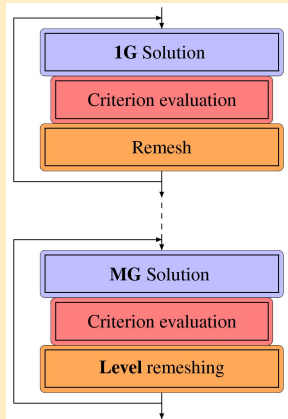 1G Solution
Criterion evaluation
Remesh
MG Solution
Criterion evaluation
Level remeshing